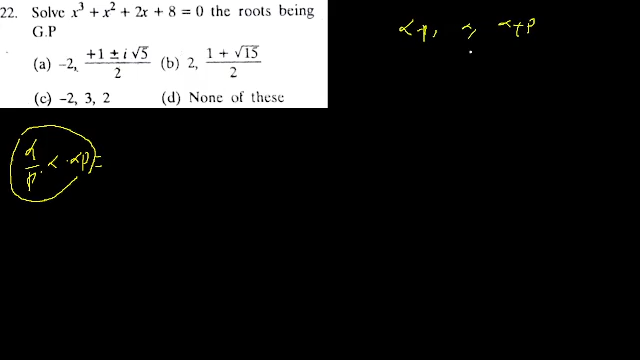 22. Solve x³ + x² + 2x + 8 = 0 the roots being
G.P
(a) –2, (+1 ± i √5)/2 (b) 2, (1 + √15)/2
(c) –2, 3, 2 (d) None of these
α-p, α, α+p
α/p · α · αp =